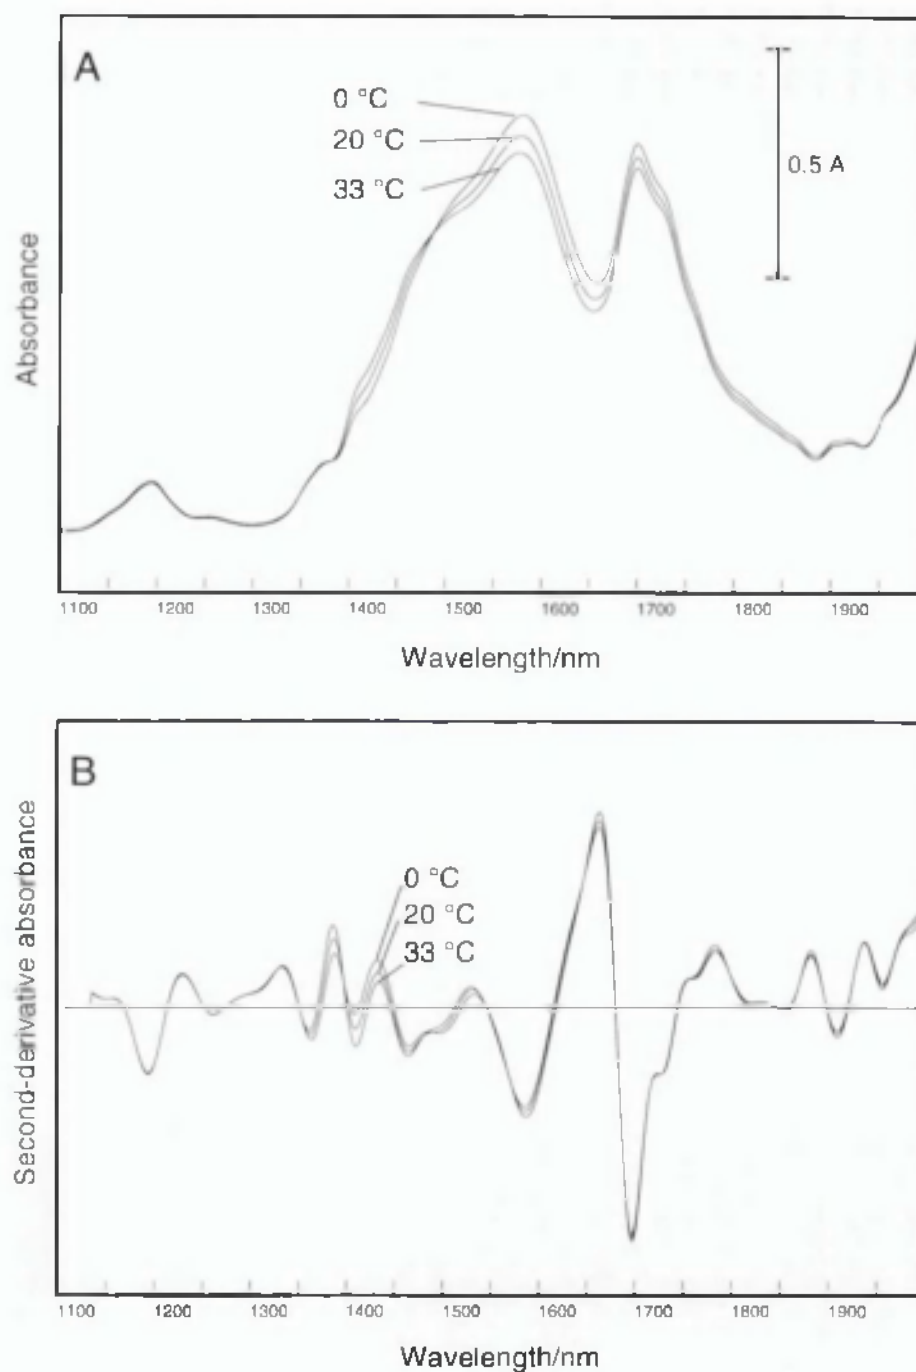 A
0 °C
20 °C
33 °C
0.5 A
Absorbance
1100 1200 1300 1400 1500 1600 1700 1800 1900
Wavelength/nm
B
0 °C
20 °C
33 °C
Second-derivative absorbance
1100 1200 1300 1400 1500 1600 1700 1800 1900
Wavelength/nm